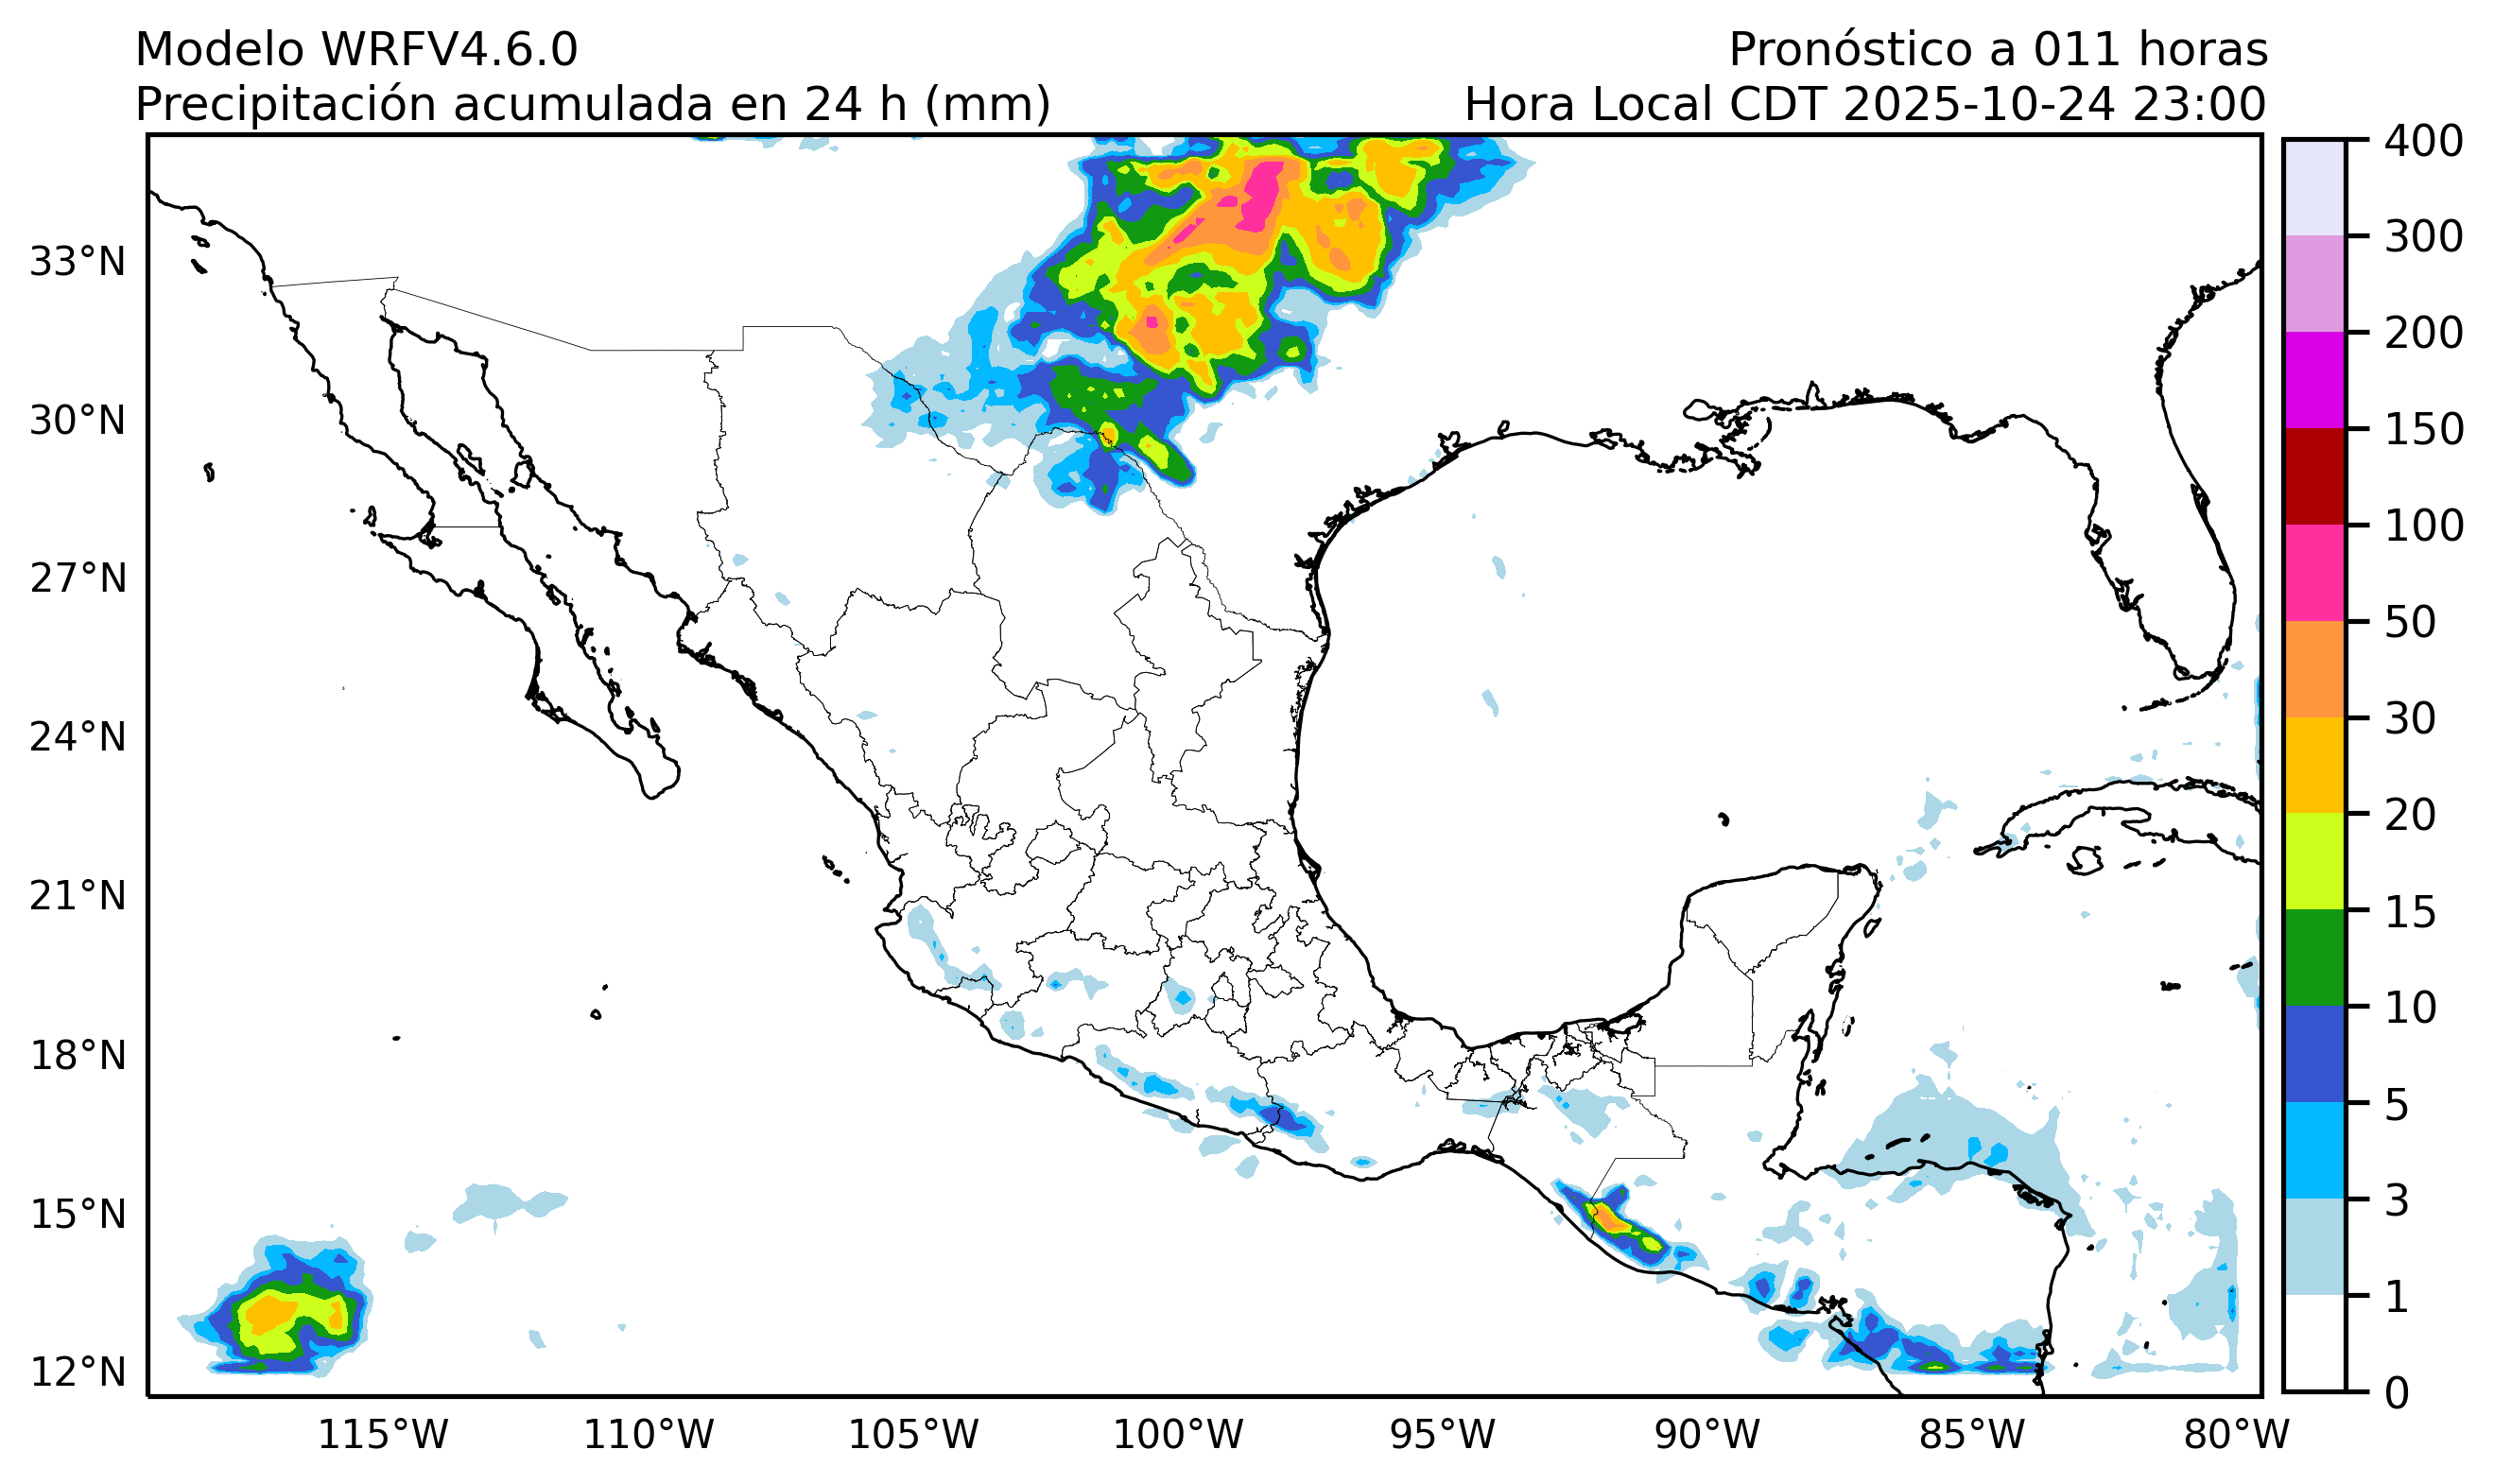 Modelo WRFV4.6.0
Pronóstico a 011 horas
Precipitación acumulada en 24 h (mm)
Hora Local CDT 2025-10-24 23:00
33°N
30°N
27°N
24°N
21°N
18°N
15°N
12°N
115°W
110°W
105°W
100°W
95°W
90°W
85°W
80°W
400
300
200
150
100
50
30
20
15
10
5
3
1
0